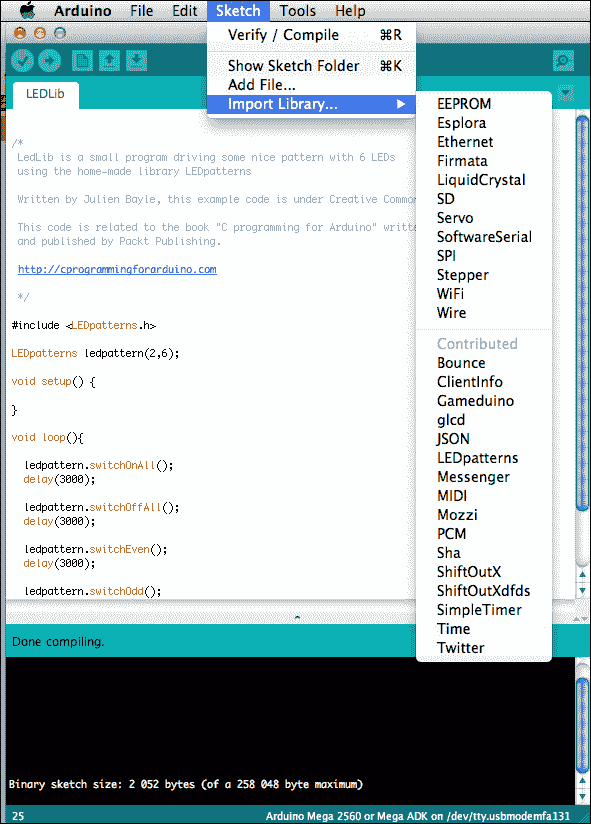 Arduino File Edit Sketch Tools Help
Verify / Compile ⌘R
Show Sketch Folder ⌘K
Add File...
Import Library...
LEDLib
EEPROM
Esplora
Ethernet
Firmata
LiquidCrystal
SD
Servo
SoftwareSerial
SPI
Stepper
WiFi
Wire
Contributed
Bounce
ClientInfo
Gameduino
glcd
JSON
LEDpatterns
Messenger
MIDI
Mozzi
PCM
Sha
ShiftOutX
ShiftOutXdfds
SimpleTimer
Time
Twitter
/*
LedLib is a small program driving some nice pattern with 6 LEDs
using the home-made library LEDpatterns
Written by Julien Bayle, this example code is under Creative Common
This code is related to the book "C programming for Arduino" writte
and published by Packt Publishing.
http://cprogrammingforarduino.com
*/
#include <LEDpatterns.h>
LEDpatterns ledpattern(2,6);
void setup() {
}
void loop(){
ledpattern.switchOnAll();
delay(3000);
ledpattern.switchOffAll();
delay(3000);
ledpattern.switchEven();
delay(3000);
ledpattern.switchOdd();
Done compiling.
Binary sketch size: 2 052 bytes (of a 258 048 byte maximum)
25 Arduino Mega 2560 or Mega ADK on /dev/tty.usbmodemfa131